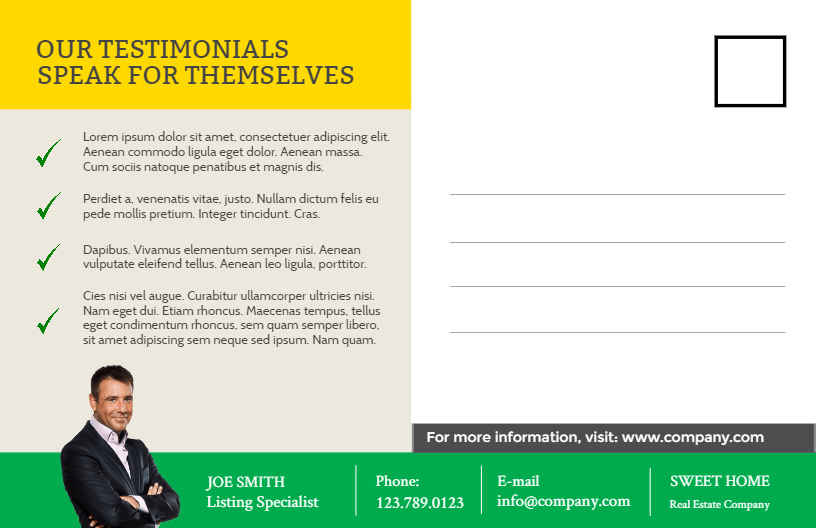 OUR TESTIMONIALS
SPEAK FOR THEMSELVES
Lorem ipsum dolor sit amet, consectetuer adipiscing elit.
Aenean commodo ligula eget dolor. Aenean massa.
Cum sociis natoque penatibus et magnis dis.
Perdiet a, venenatis vitae, justo. Nullam dictum felis eu
pede mollis pretium. Integer tincidunt. Cras.
Dapibus. Vivamus elementum semper nisi. Aenean
vulputate eleifend tellus. Aenean leo ligula, porttitor.
Cies nisi vel augue. Curabitur ullamcorper ultricies nisi.
Nam eget dui. Etiam rhoncus. Maecenas tempus, tellus
eget condimentum rhoncus, sem quam semper libero,
sit amet adipiscing sem neque sed ipsum. Nam quam.
For more information, visit: www.company.com
JOE SMITH
Listing Specialist
Phone:
123.789.0123
E-mail
info@company.com
SWEET HOME
Real Estate Company